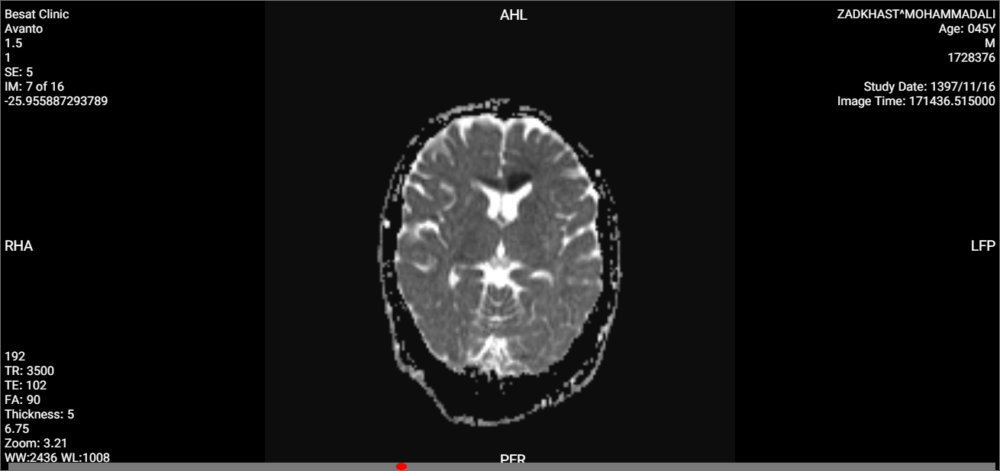 Besat Clinic
Avanto
1.5
1
SE: 5
IM: 7 of 16
-25.955887293789
AHL
ZADKHAST^MOHAMMADALI
Age: 045Y
M
1728376
Study Date: 1397/11/16
Image Time: 171436.515000
RHA
LFP
192
TR: 3500
TE: 102
FA: 90
Thickness: 5
6.75
Zoom: 3.21
WW:2436 WL:1008